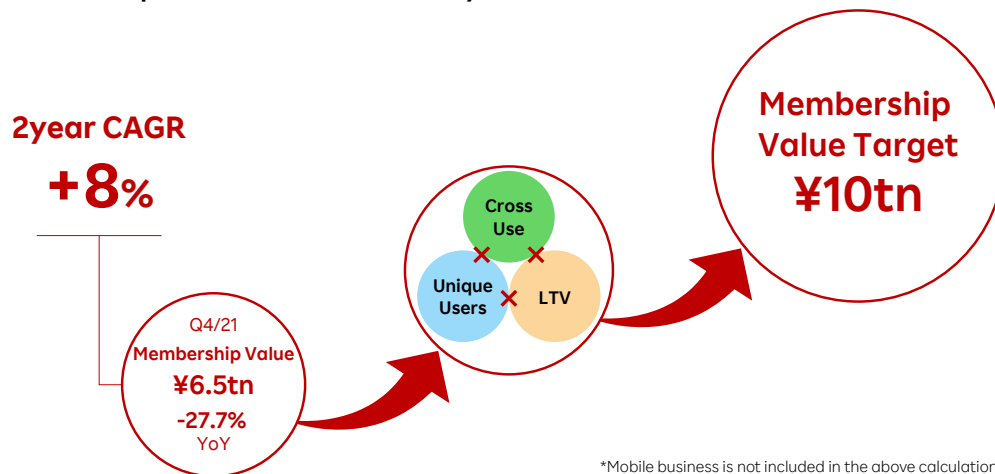 2year CAGR
+8%
Q4/21
Membership Value
¥6.5tn
-27.7%
YoY
Cross
Use
Unique
Users
LTV
Membership
Value Target
¥10tn
*Mobile business is not included in the above calculation